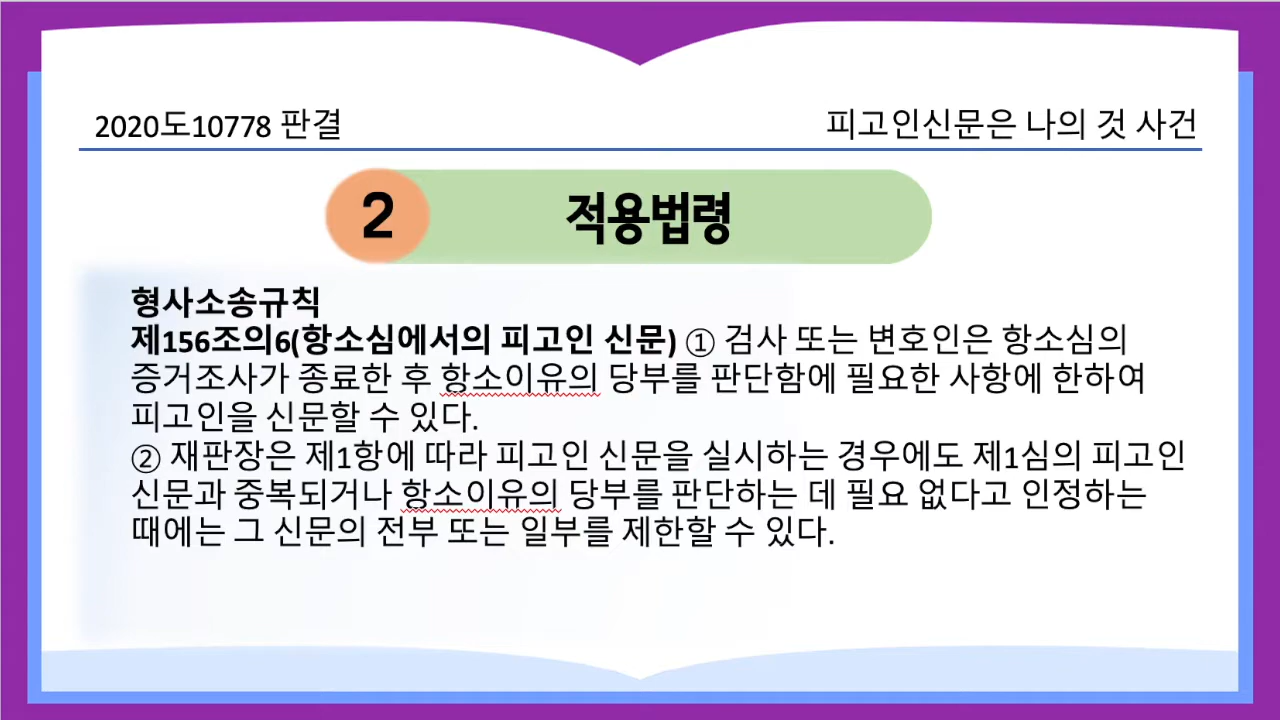 2020도10778 판결
피고인신문은 나의 것 사건
2
적용법령
형사소송규칙
제156조의6(항소심에서의 피고인 신문) ① 검사 또는 변호인은 항소심의
증거조사가 종료한 후 항소이유의 당부를 판단함에 필요한 사항에 한하여
피고인을 신문할 수 있다.
② 재판장은 제1항에 따라 피고인 신문을 실시하는 경우에도 제1심의 피고인
신문과 중복되거나 항소이유의 당부를 판단하는 데 필요 없다고 인정하는
때에는 그 신문의 전부 또는 일부를 제한할 수 있다.